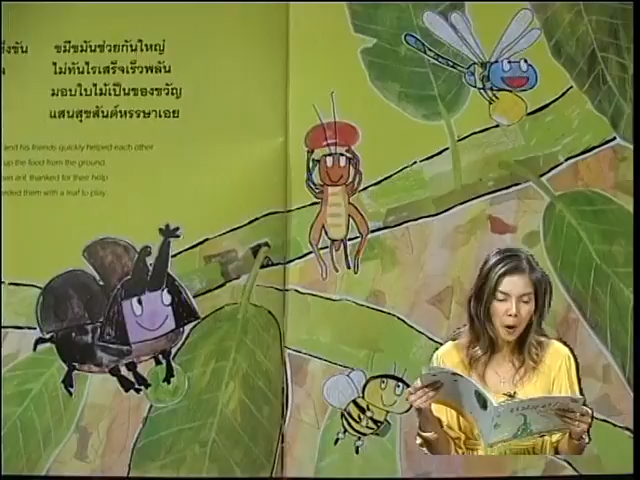 ขมีขมันช่วยกันใหญ่
ไม่ทันไรเสร็จเร็วพลัน
มอบใบไม้เป็นของขวัญ
แสนสุขสันต์หรรษาเอย
and his friends quickly helped each other
up the food from the ground.
ant thanked for their help
them with a leaf to play.